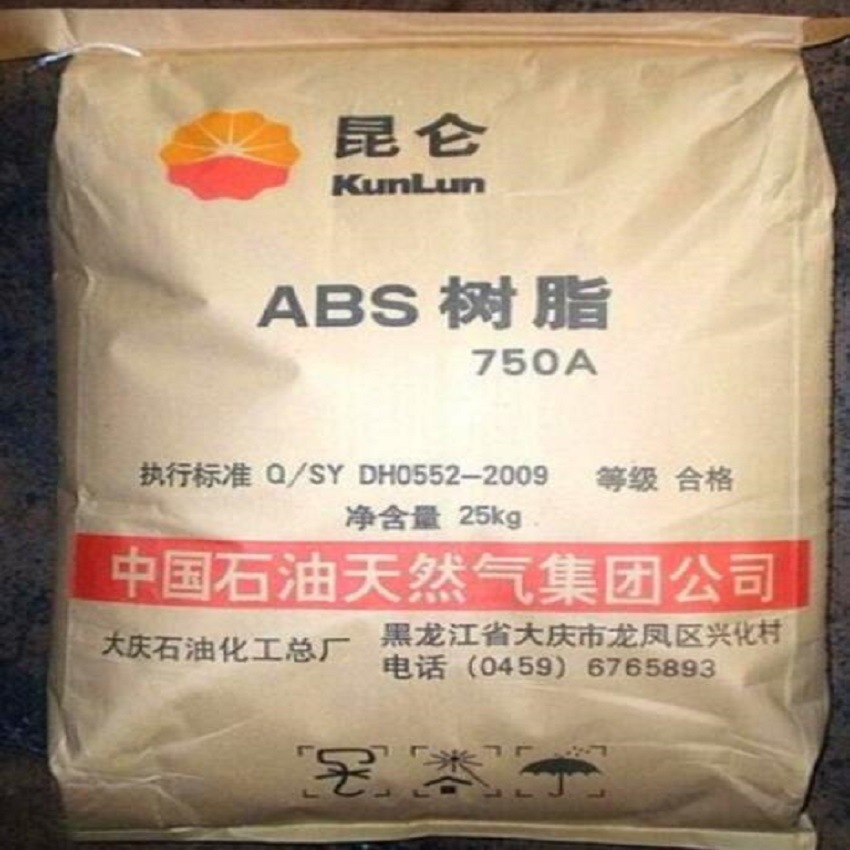 昆仑
KunLun
ABS 树脂
750A
执行标准 Q/SY DH0552-2009 等级 合格
净含量 25kg
中国石油天然气集团公司
大庆石油化工总厂 黑龙江省大庆市龙凤区兴化村
电话 (0459) 6765893